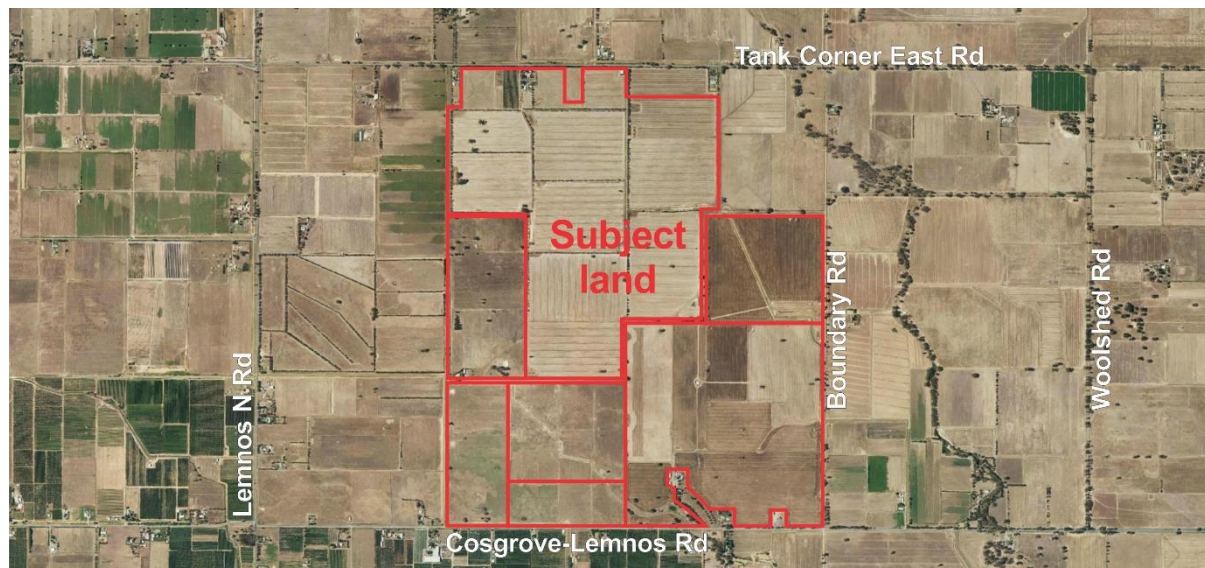 Tank Corner East Rd
Subject
land
Lemnos N Rd
Boundary Rd
Woolshed Rd
Cosgrove-Lemnos Rd